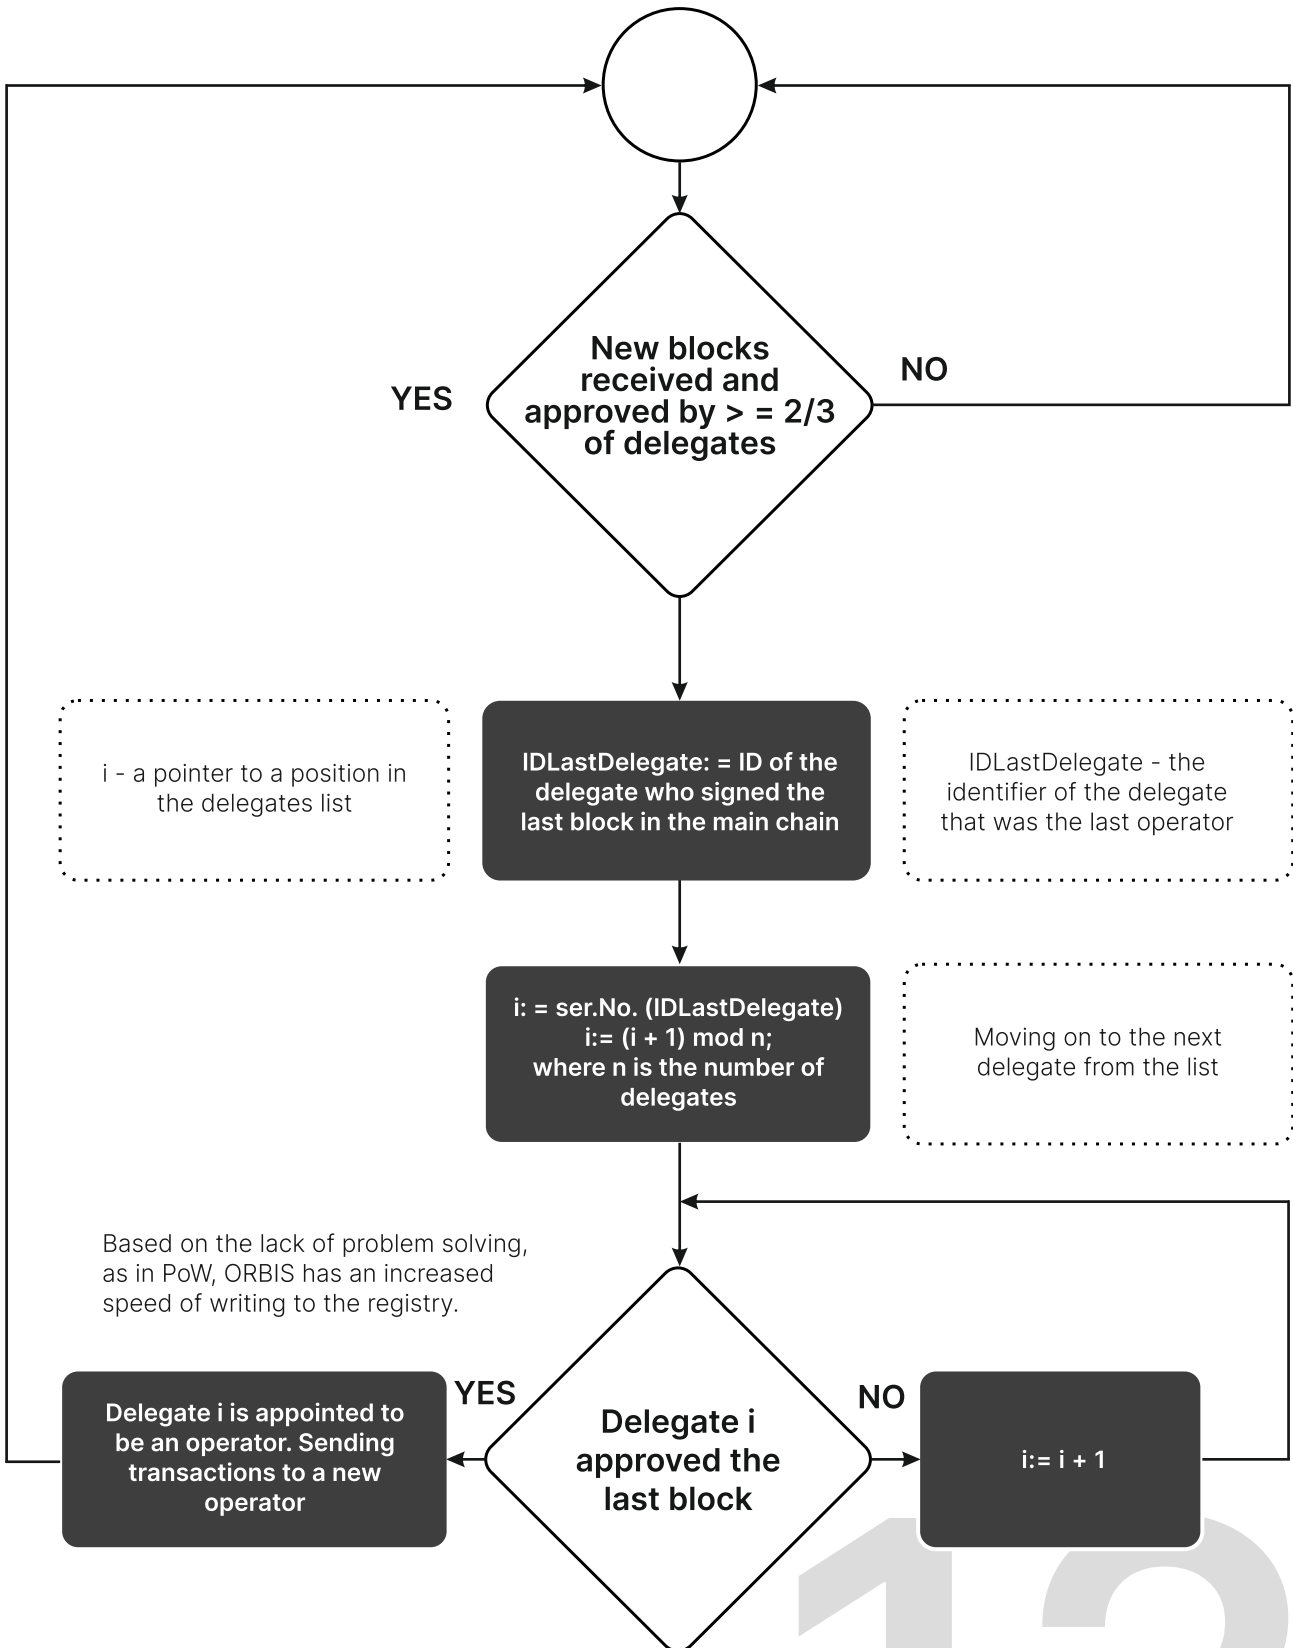 New blocks
received and
approved by > = 2/3
of delegates
YES
NO
i - a pointer to a position in
the delegates list
IDLastDelegate: = ID of the
delegate who signed the
last block in the main chain
IDLastDelegate - the
identifier of the delegate
that was the last operator
i: = ser.No. (IDLastDelegate)
i:= (i + 1) mod n;
where n is the number of
delegates
Moving on to the next
delegate from the list
Based on the lack of problem solving,
as in PoW, ORBIS has an increased
speed of writing to the registry.
Delegate i is appointed to
be an operator. Sending
transactions to a new
operator
YES
Delegate i
approved the
last block
NO
i:= i + 1